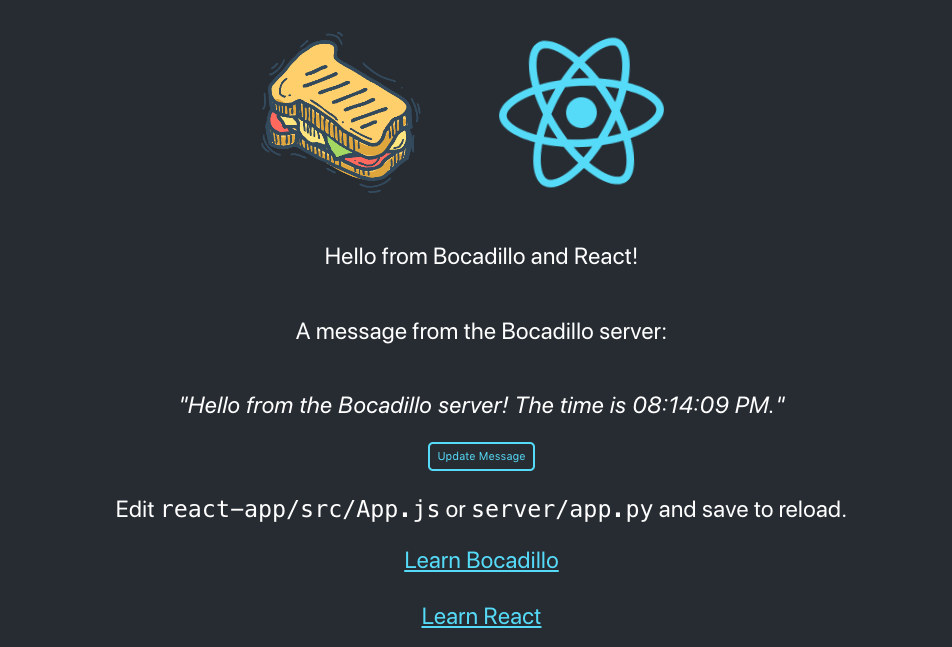 Hello from Bocadillo and React!
A message from the Bocadillo server:
"Hello from the Bocadillo server! The time is 08:14:09 PM."
Update Message
Edit react-app/src/App.js or server/app.py and save to reload.
Learn Bocadillo
Learn React